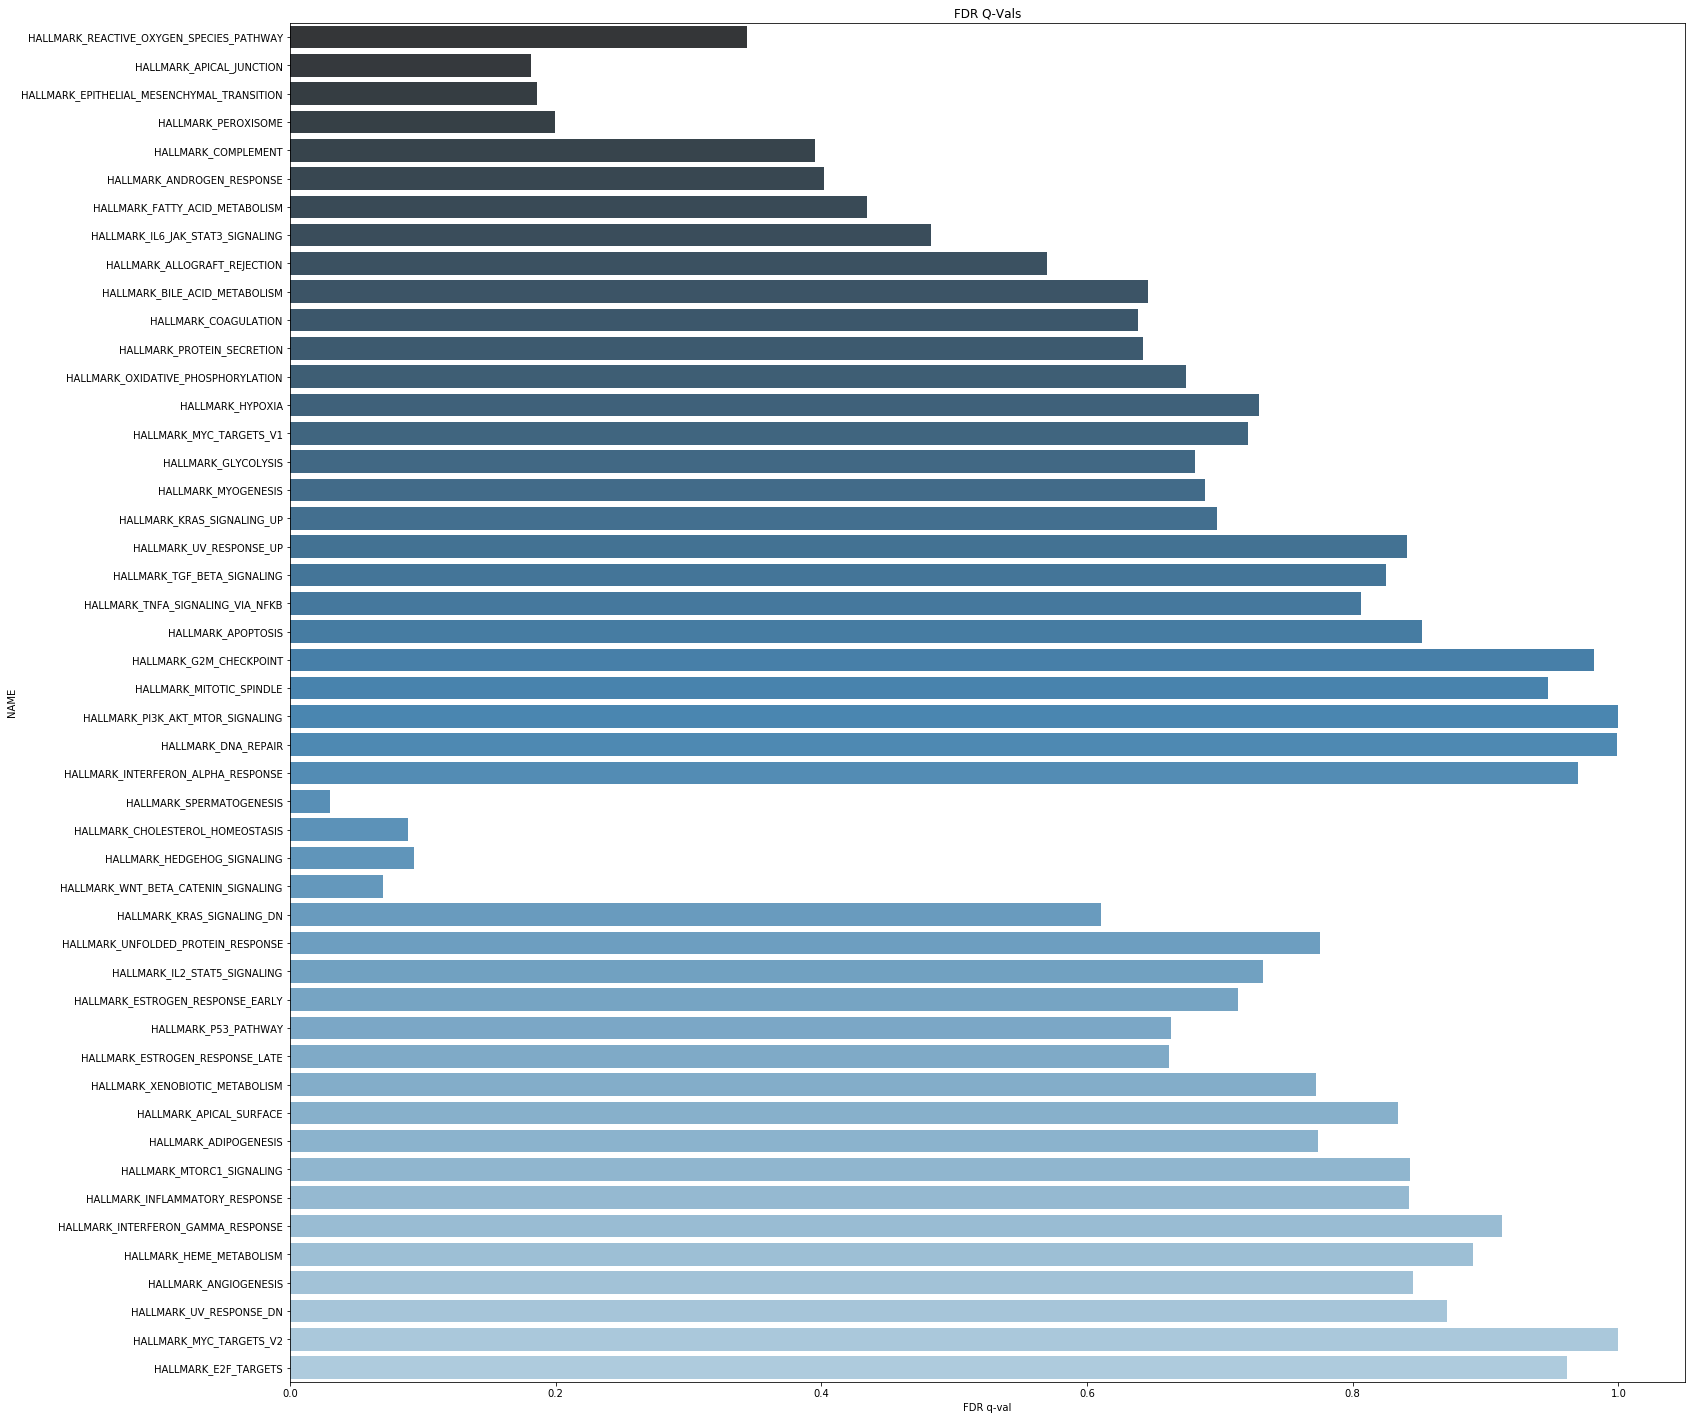 FDR Q-Vals
HALLMARK_REACTIVE_OXYGEN_SPECIES_PATHWAY
HALLMARK_APICAL_JUNCTION
HALLMARK_EPITHELIAL_MESENCHYMAL_TRANSITION
HALLMARK_PEROXISOME
HALLMARK_COMPLEMENT
HALLMARK_ANDROGEN_RESPONSE
HALLMARK_FATTY_ACID_METABOLISM
HALLMARK_IL6_JAK_STAT3_SIGNALING
HALLMARK_ALLOGRAFT_REJECTION
HALLMARK_BILE_ACID_METABOLISM
HALLMARK_COAGULATION
HALLMARK_PROTEIN_SECRETION
HALLMARK_OXIDATIVE_PHOSPHORYLATION
HALLMARK_HYPOXIA
HALLMARK_MYC_TARGETS_V1
HALLMARK_GLYCOLYSIS
HALLMARK_MYOGENESIS
HALLMARK_KRAS_SIGNALING_UP
HALLMARK_UV_RESPONSE_UP
HALLMARK_TGF_BETA_SIGNALING
HALLMARK_TNFA_SIGNALING_VIA_NFKB
HALLMARK_APOPTOSIS
HALLMARK_G2M_CHECKPOINT
HALLMARK_MITOTIC_SPINDLE
HALLMARK_PI3K_AKT_MTOR_SIGNALING
HALLMARK_DNA_REPAIR
HALLMARK_INTERFERON_ALPHA_RESPONSE
HALLMARK_SPERMATOGENESIS
HALLMARK_CHOLESTEROL_HOMEOSTASIS
HALLMARK_HEDGEHOG_SIGNALING
HALLMARK_WNT_BETA_CATENIN_SIGNALING
HALLMARK_KRAS_SIGNALING_DN
HALLMARK_UNFOLDED_PROTEIN_RESPONSE
HALLMARK_IL2_STAT5_SIGNALING
HALLMARK_ESTROGEN_RESPONSE_EARLY
HALLMARK_P53_PATHWAY
HALLMARK_ESTROGEN_RESPONSE_LATE
HALLMARK_XENOBIOTIC_METABOLISM
HALLMARK_APICAL_SURFACE
HALLMARK_ADIPOGENESIS
HALLMARK_MTORC1_SIGNALING
HALLMARK_INFLAMMATORY_RESPONSE
HALLMARK_INTERFERON_GAMMA_RESPONSE
HALLMARK_HEME_METABOLISM
HALLMARK_ANGIOGENESIS
HALLMARK_UV_RESPONSE_DN
HALLMARK_MYC_TARGETS_V2
HALLMARK_E2F_TARGETS
NAME
0.0 0.2 0.4 0.6 0.8 1.0
FDR q-val